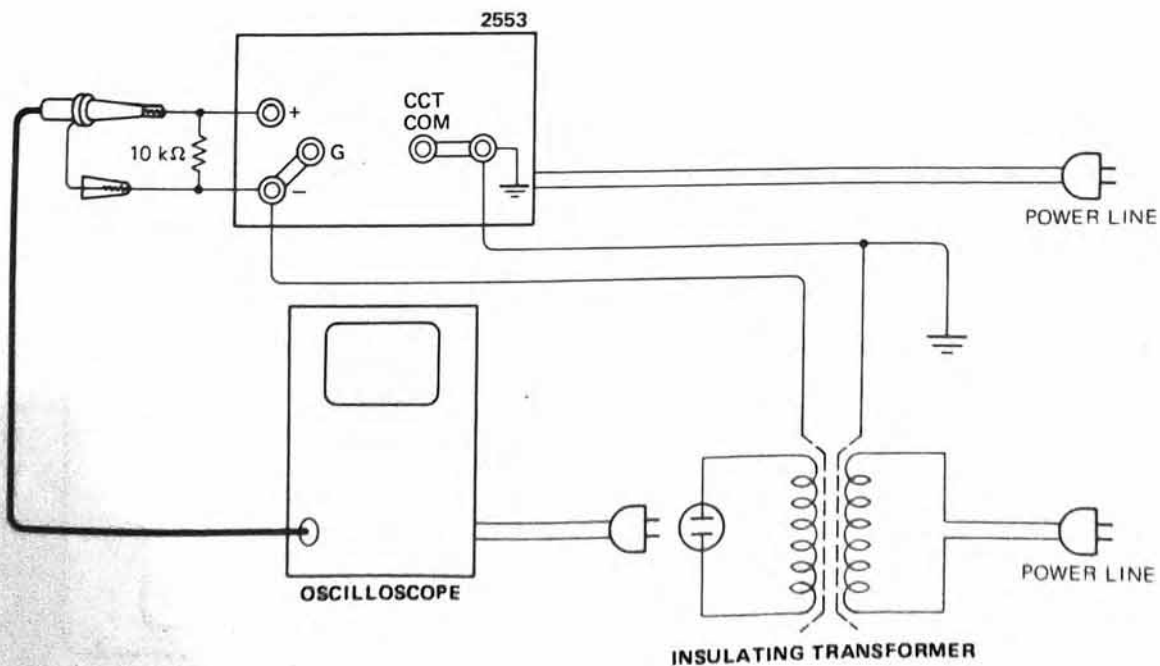 2553
+
CCT
COM
10 kΩ
G
−
POWER LINE
OSCILLOSCOPE
POWER LINE
INSULATING TRANSFORMER